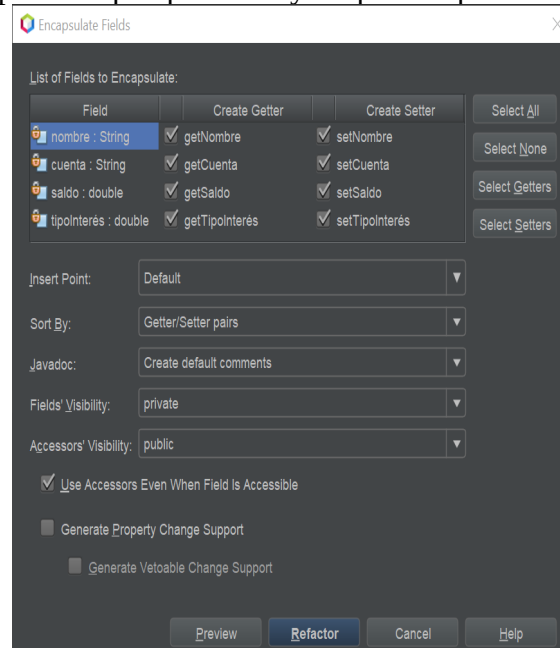 Encapsulate Fields
List of Fields to Encapsulate:
Field Create Getter Create Setter Select All
nombre : String getNombre setNombre
Select None
cuenta : String getCuenta setCuenta
saldo : double getSaldo setSaldo Select Getters
tipoInterés : double getTipoInterés setTipoInterés Select Setters
Insert Point: Default
Sort By: Getter/Setter pairs
Javadoc: Create default comments
Fields' Visibility: private
Accessors' Visibility: public
Use Accessors Even When Field Is Accessible
Generate Property Change Support
Generate Vetoable Change Support
Preview Refactor Cancel Help